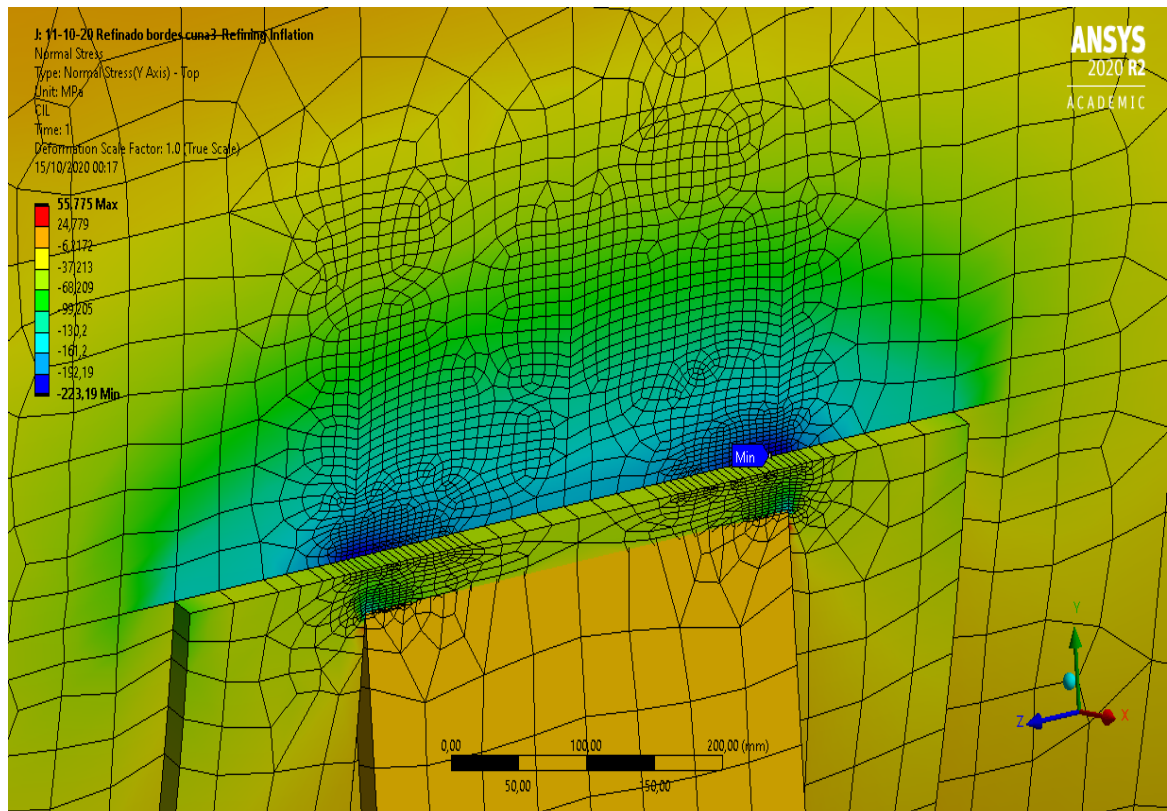 J: 11-10-20 Refinado bordes cuna3-Refining Inflation
Normal Stress
Type: Normal Stress(Y Axis) - Top
Unit: MPa
CIL
Time: 1
Deformation Scale Factor: 1.0 (True Scale)
15/10/2020 00:17
ANSYS
2020 R2
ACADEMIC
55,775 Max
24,779
-6,2172
-37,213
-68,209
-99,205
-130,2
-161,2
-192,19
-223,19 Min
Min
Y
Z
X
0,00 100,00 200,00 (mm)
50,00 150,00